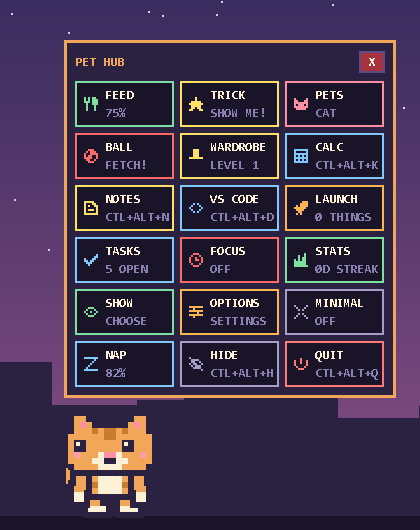 PET HUB X
FEED TRICK PETS
75% SHOW ME! CAT
BALL WARDROBE CALC
FETCH! LEVEL 1 CTL+ALT+K
NOTES VS CODE LAUNCH
CTL+ALT+N CTL+ALT+D 0 THINGS
TASKS FOCUS STATS
5 OPEN OFF 0D STREAK
SHOW OPTIONS MINIMAL
CHOOSE SETTINGS OFF
NAP HIDE QUIT
82% CTL+ALT+H CTL+ALT+Q